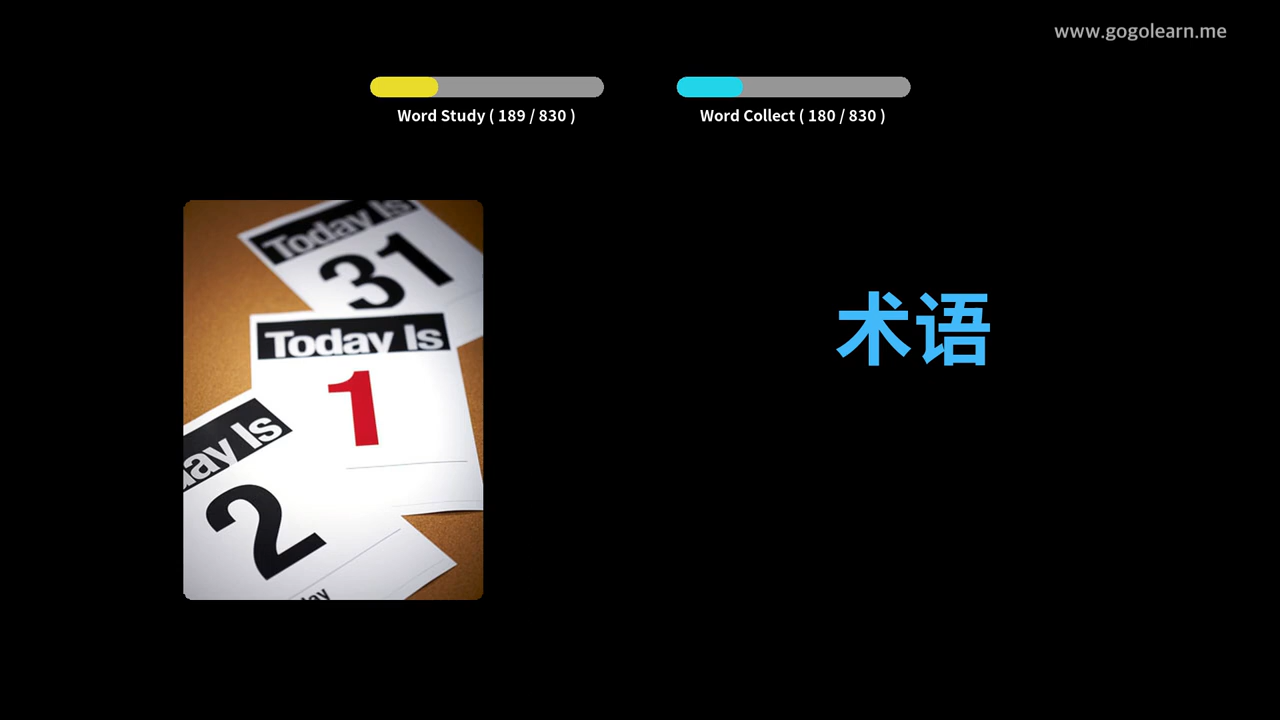 www.gogolearn.me
Word Study ( 189 / 830 )
Word Collect ( 180 / 830 )
Today Is
31
Today Is
1
术语
ay Is
2